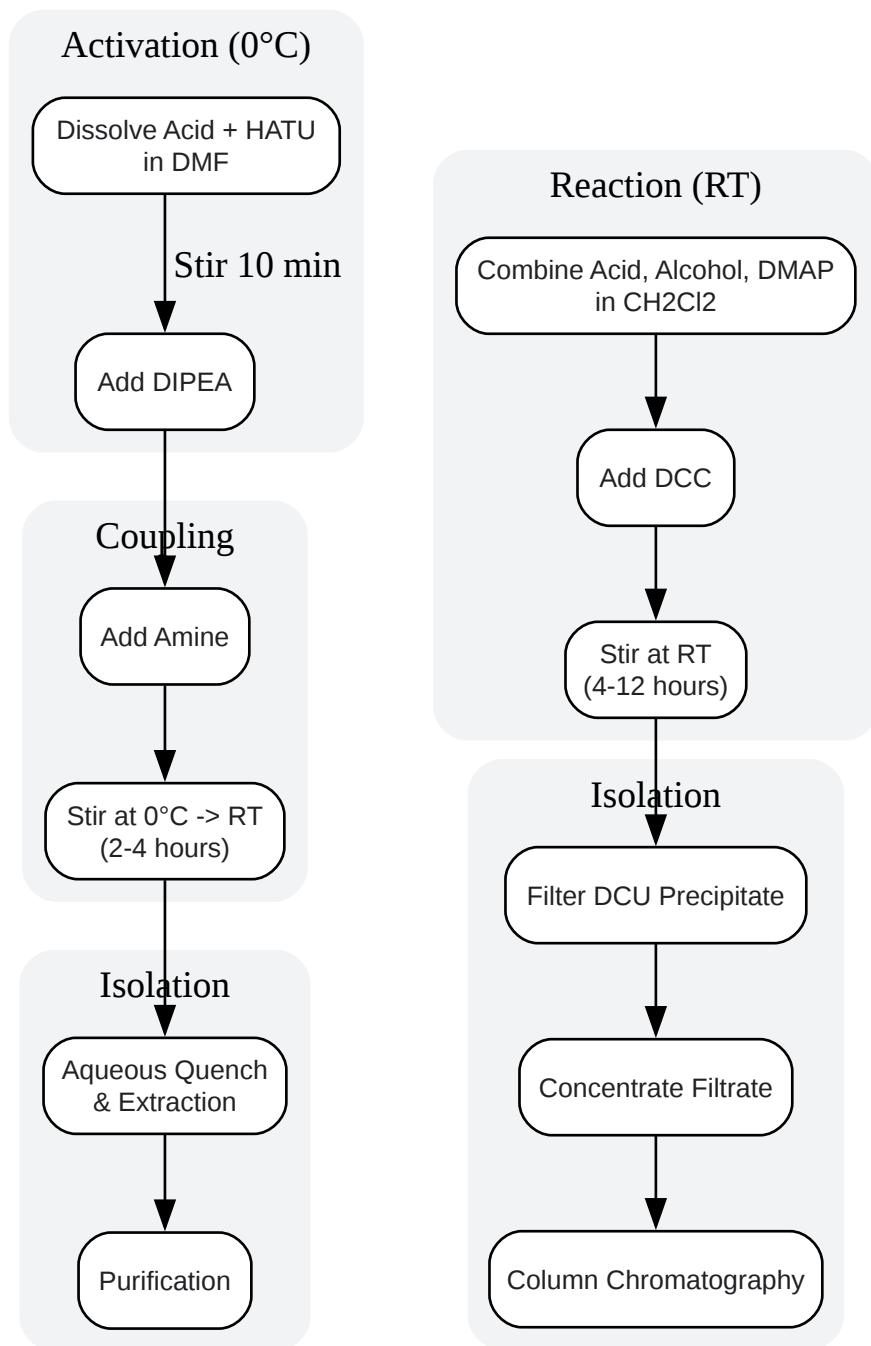 Activation (0°C)
Dissolve Acid + HATU
in DMF
Stir 10 min
Add DIPEA
Coupling
Add Amine
Stir at 0°C -> RT
(2-4 hours)
Isolation
Aqueous Quench
& Extraction
Purification
Reaction (RT)
Combine Acid, Alcohol, DMAP
in CH2Cl2
Add DCC
Stir at RT
(4-12 hours)
Isolation
Filter DCU Precipitate
Concentrate Filtrate
Column Chromatography